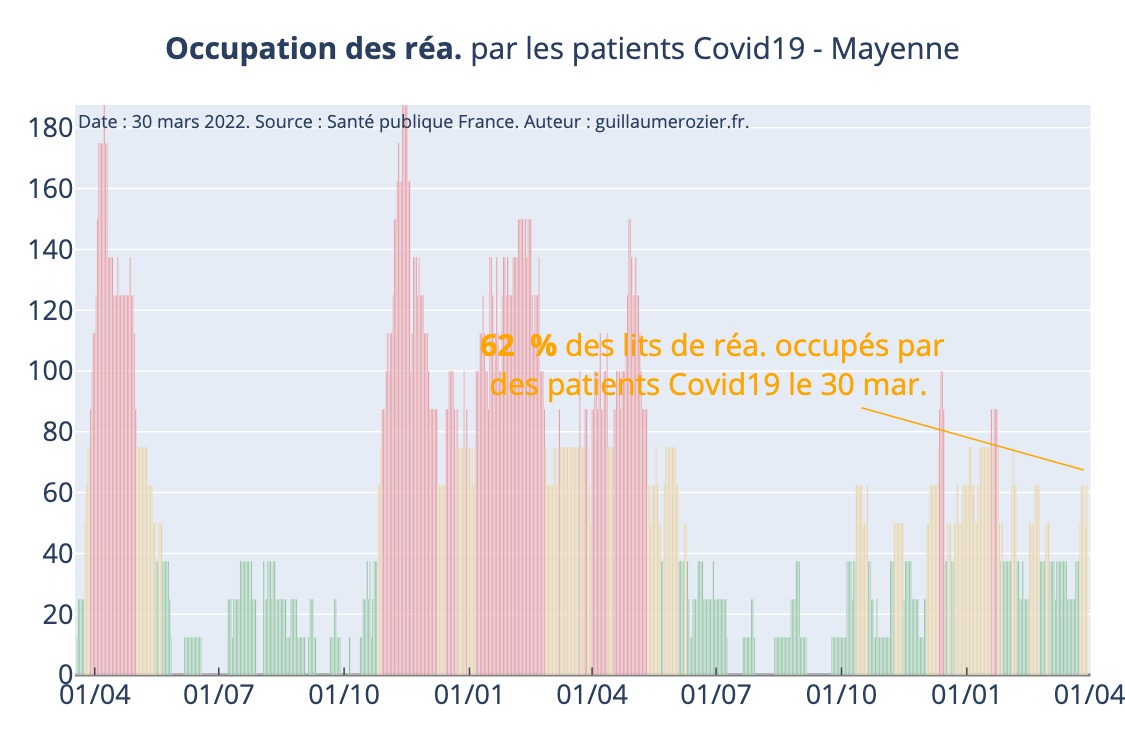 Occupation des réa. par les patients Covid19 - Mayenne
Date : 30 mars 2022. Source : Santé publique France. Auteur : guillaumerozier.fr.
180
160
140
120
100
80
60
40
20
0
62 % des lits de réa. occupés par
des patients Covid19 le 30 mar.
01/04 01/07 01/10 01/01 01/04 01/07 01/10 01/01 01/04